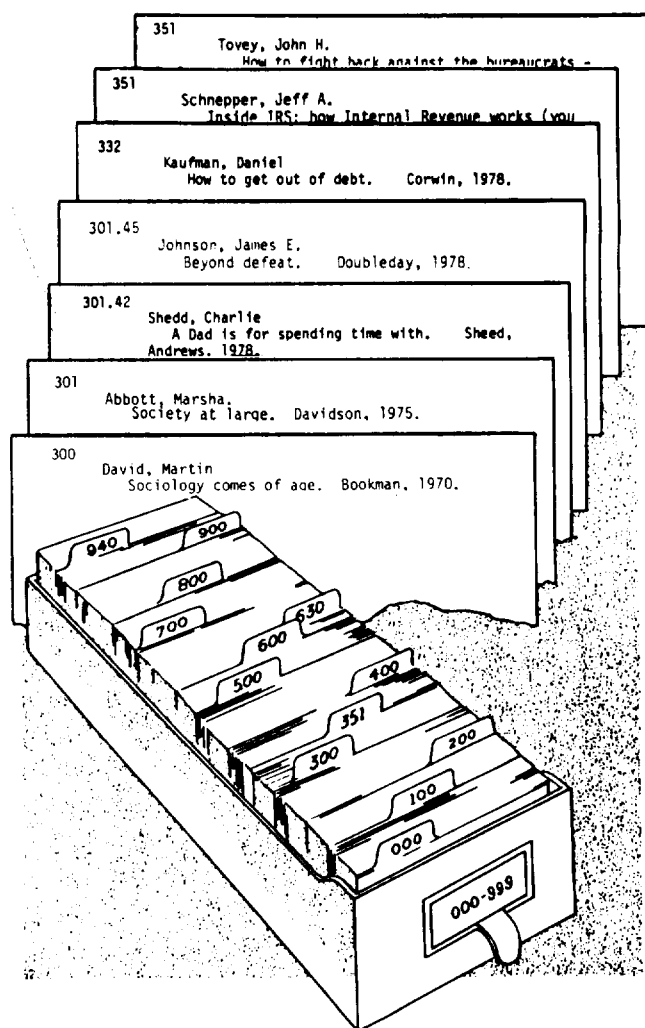 351
Tovey, John H.
How to fight back against the bureaucrats -
351
Schnepper, Jeff A.
Inside IRS: how Internal Revenue works (you
332
Kaufman, Daniel
How to get out of debt. Corwin, 1978.
301.45
Johnson, James E.
Beyond defeat. Doubleday, 1978.
301.42
Shedd, Charlie
A Dad is for spending time with. Sheed,
Andrews. 1978.
301
Abbott, Marsha.
Society at large. Davidson, 1975.
300
David, Martin
Sociology comes of age. Bookman, 1970.
940
900
800
700
630
600
500
400
351
300
200
100
000
000-999